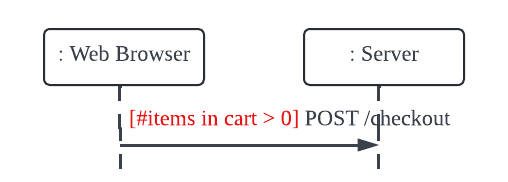 : Web Browser
: Server
[#items in cart > 0] POST /checkout